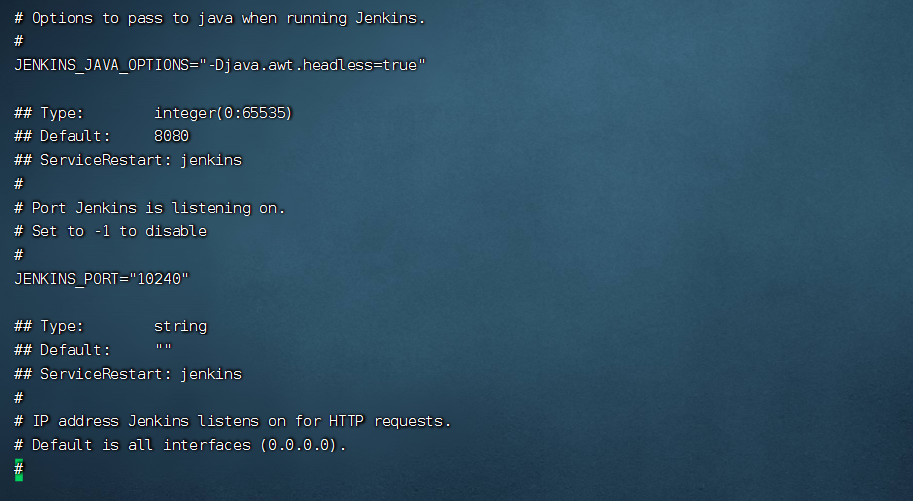 # Options to pass to java when running Jenkins.
#
JENKINS_JAVA_OPTIONS="-Djava.awt.headless=true"
## Type:        integer(0:65535)
## Default:     8080
## ServiceRestart: jenkins
#
# Port Jenkins is listening on.
# Set to -1 to disable
#
JENKINS_PORT="10240"
## Type:        string
## Default:     ""
## ServiceRestart: jenkins
#
# IP address Jenkins listens on for HTTP requests.
# Default is all interfaces (0.0.0.0).
#